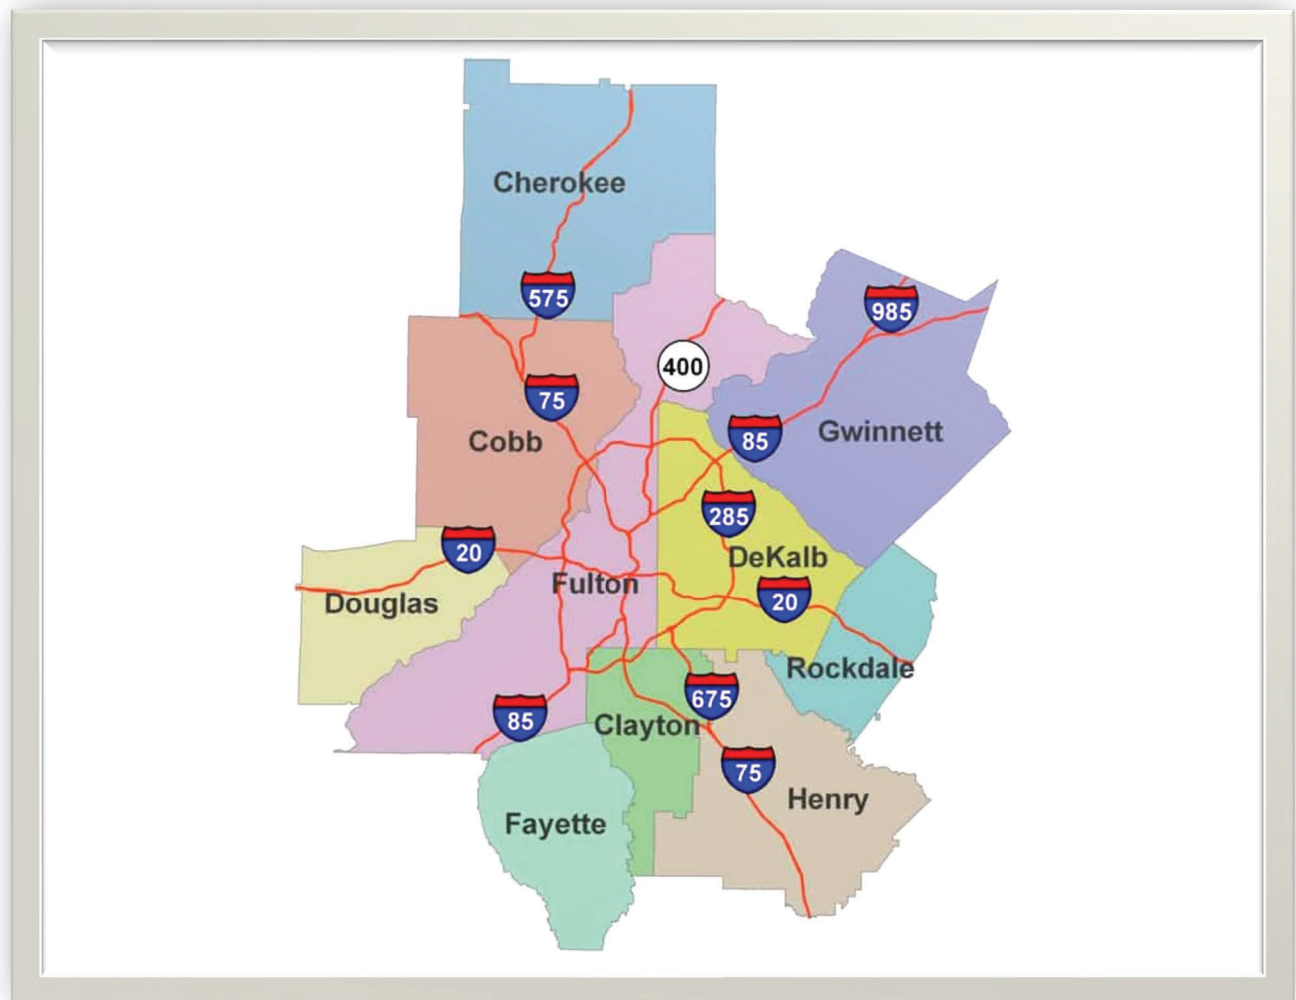 Cherokee
575
985
400
75
85
Gwinnett
Cobb
285
20
DeKalb
Fulton
20
Douglas
Rockdale
675
85
Clayton
75
Henry
Fayette